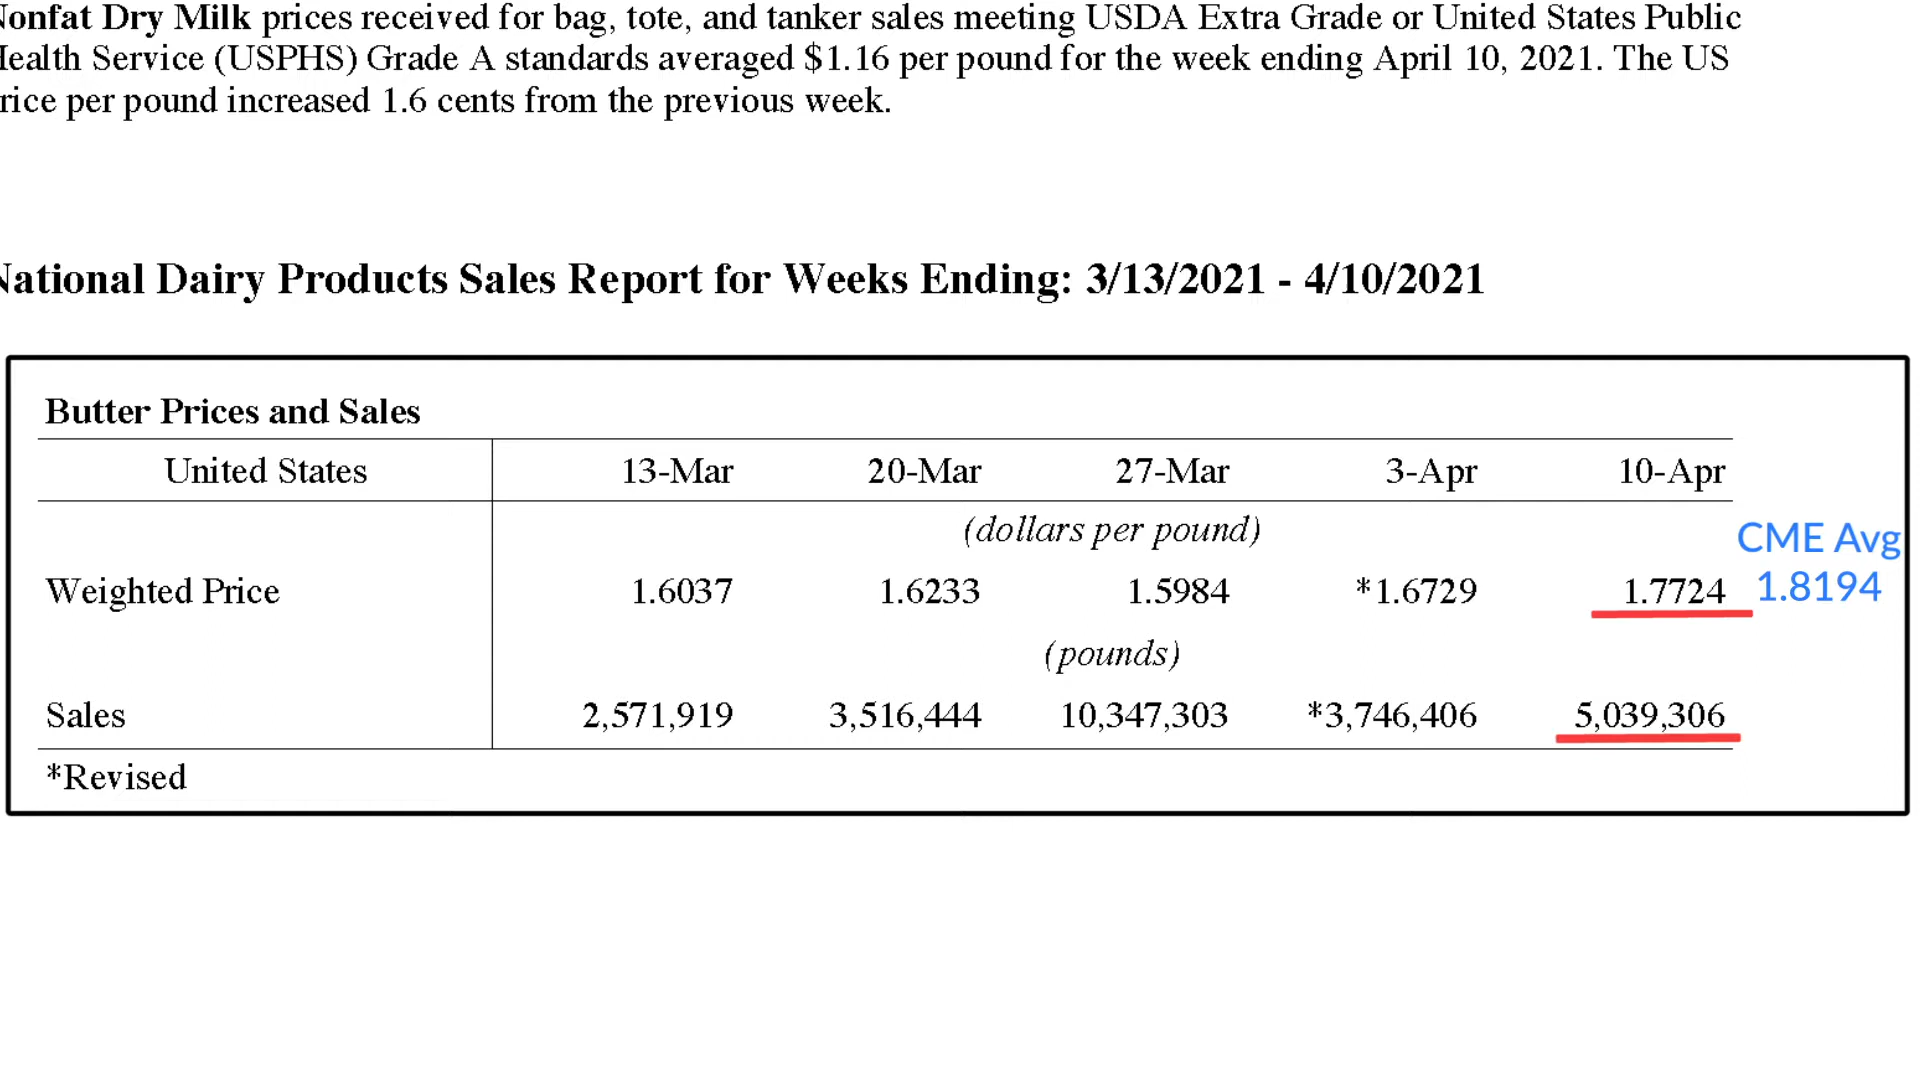 onfat Dry Milk prices received for bag, tote, and tanker sales meeting USDA Extra Grade or United States Public
ealth Service (USPHS) Grade A standards averaged $1.16 per pound for the week ending April 10, 2021. The US
rice per pound increased 1.6 cents from the previous week.
National Dairy Products Sales Report for Weeks Ending: 3/13/2021 - 4/10/2021
Butter Prices and Sales
United States 13-Mar 20-Mar 27-Mar 3-Apr 10-Apr
(dollars per pound)
CME Avg
Weighted Price 1.6037 1.6233 1.5984 *1.6729 1.7724 1.8194
(pounds)
Sales 2,571,919 3,516,444 10,347,303 *3,746,406 5,039,306
*Revised